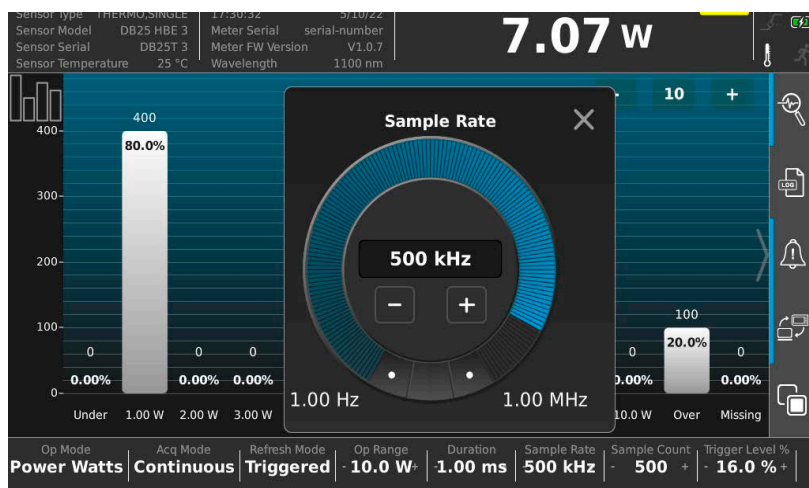 Sensor Type THERMO,SINGLE 17:30:32 5/10/22
Sensor Model DB25 HBE 3 Meter Serial serial-number
Sensor Serial DB25T 3 Meter FW Version V1.0.7
Sensor Temperature 25 °C Wavelength 1100 nm
7.07 W
- 10 +
Sample Rate
400
400-
80.0%
300-
LOG
200-
500 kHz
- +
100
100-
0 0 0 0 20.0% 0
0.00% 0.00% 0.00% 0.00% 0.00%
0-
1.00 Hz 1.00 MHz
Under 1.00 W 2.00 W 3.00 W 10.0 W Over Missing
Op Mode Acq Mode Refresh Mode Op Range Duration Sample Rate Sample Count Trigger Level %
Power Watts Continuous Triggered - 10.0 W+ -1.00 ms 500 kHz - 500 + - 16.0 % +